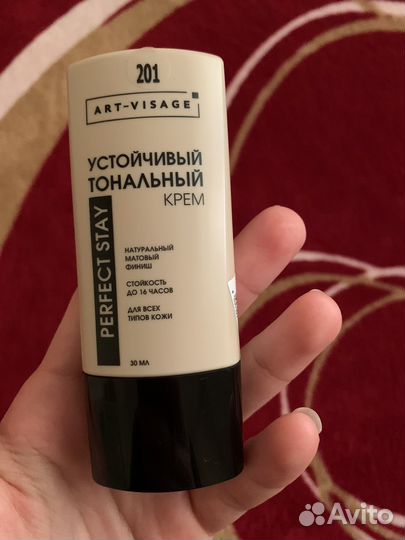 201
ART-VISAGE
УСТОЙЧИВЫЙ
ТОНАЛЬНЫЙ
КРЕМ
PERFECT STAY
НАТУРАЛЬНЫЙ
МАТОВЫЙ
ФИНИШ
СТОЙКОСТЬ
ДО 16 ЧАСОВ
ДЛЯ ВСЕХ
ТИПОВ КОЖИ
30 МЛ
Avito